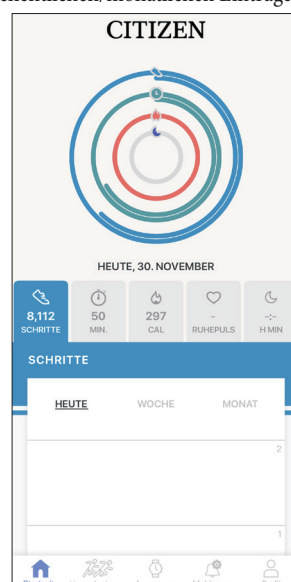 CITIZEN
HEUTE, 30. NOVEMBER
8,112 50 297 - - -:-
SCHRITTE MIN. CAL RUHEPULS H MIN
SCHRITTE
HEUTE WOCHE MONAT
2
1